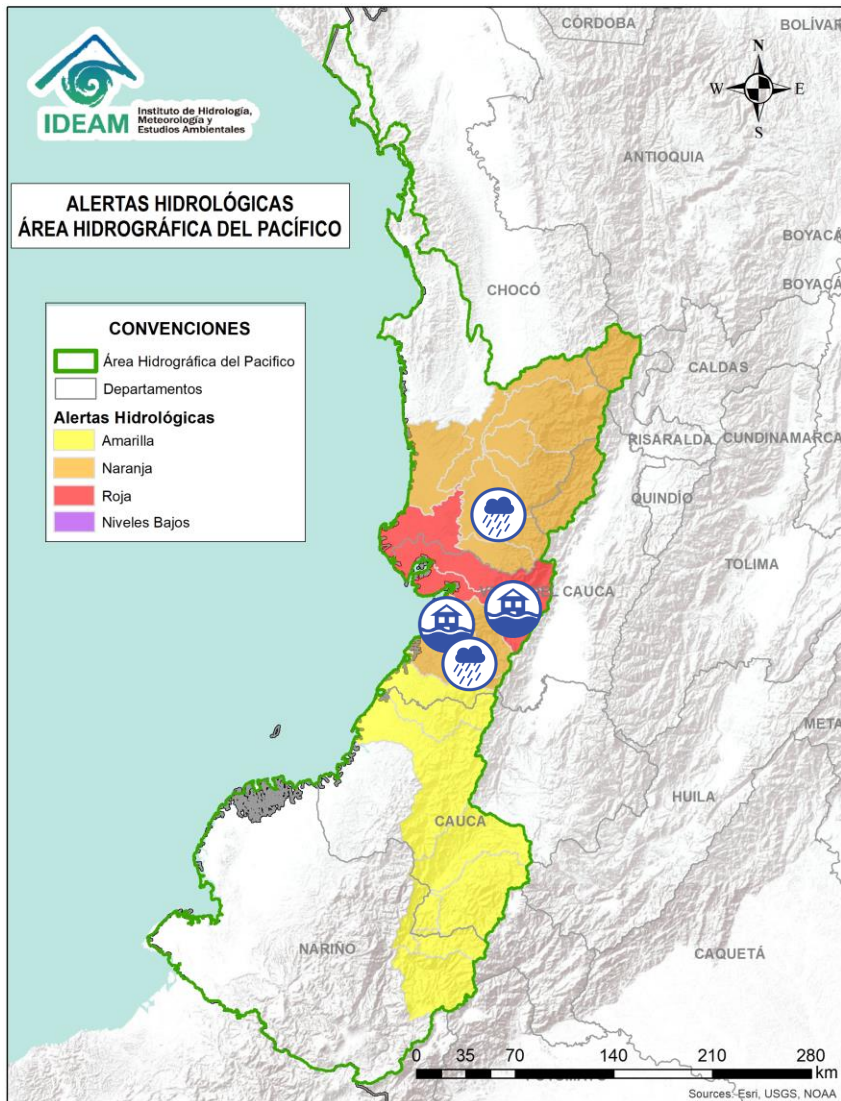 CÓRDOBA
BOLÍVAR
N
W
E
S
IDEAM
Instituto de Hidrología,
Meteorología y
Estudios Ambientales
ANTIOQUIA
ALERTAS HIDROLÓGICAS
ÁREA HIDROGRÁFICA DEL PACÍFICO
BOYACÁ
BOYACÁ
CHOCÓ
CONVENCIONES
Área Hidrográfica del Pacifico
Departamentos
Alertas Hidrológicas
Amarilla
Naranja
Roja
Niveles Bajos
CALDAS
RISARALDA
CUNDINAMARCA
QUINDÍO
TOLIMA
CAUCA
META
HUILA
CAUCA
NARIÑO
CAQUETÁ
0 35 70 140 210 280
km
Sources: Esri, USGS, NOAA